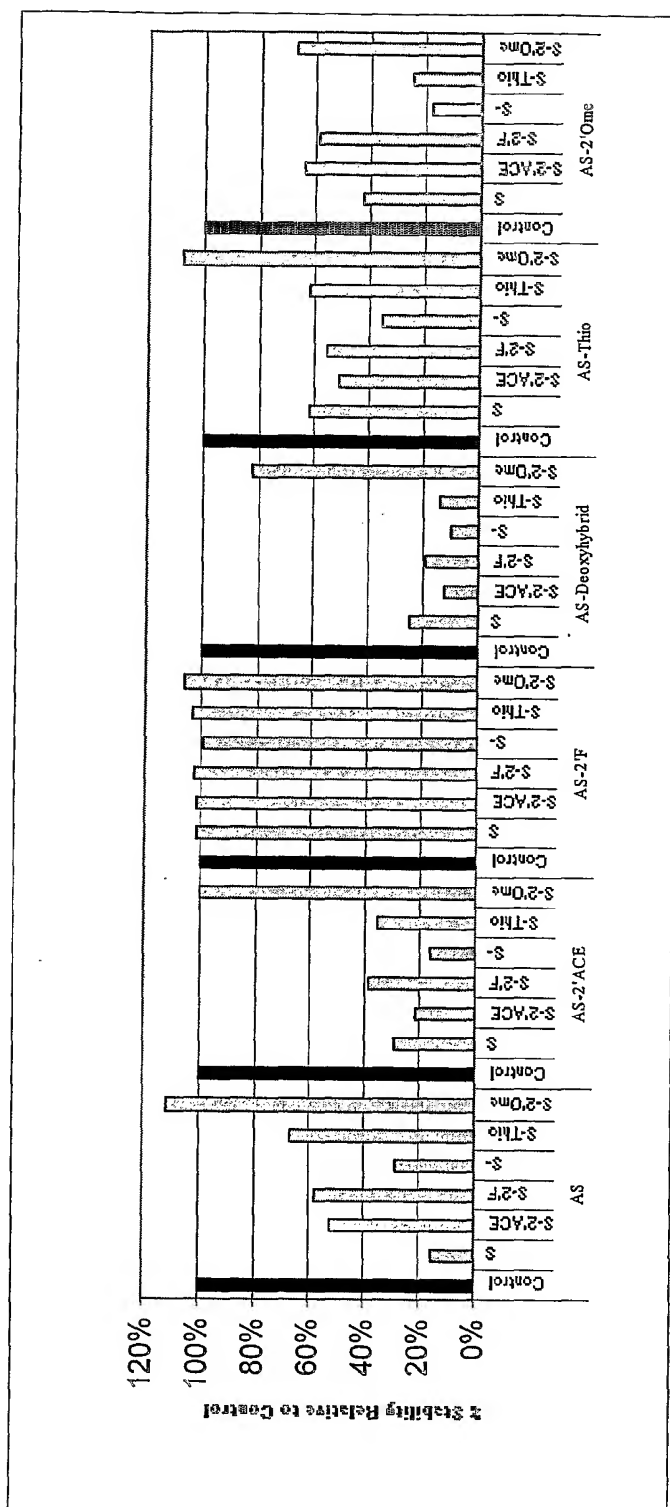 % Stability Relative to Control
120%
100%
80%
60%
40%
20%
0%
Control
S
S-2'ACE
S-2'F
S-
S-Thio
S-2'Ome
AS
Control
S
S-2'ACE
S-2'F
S-
S-Thio
S-2'Ome
AS-2'ACE
Control
S
S-2'ACE
S-2'F
S-
S-Thio
S-2'Ome
AS-2'F
Control
S
S-2'ACE
S-2'F
S-
S-Thio
S-2'Ome
AS-Deoxyhybrid
Control
S
S-2'ACE
S-2'F
S-
S-Thio
S-2'Ome
AS-Thio
Control
S
S-2'ACE
S-2'F
S-
S-Thio
S-2'Ome
AS-2'Ome